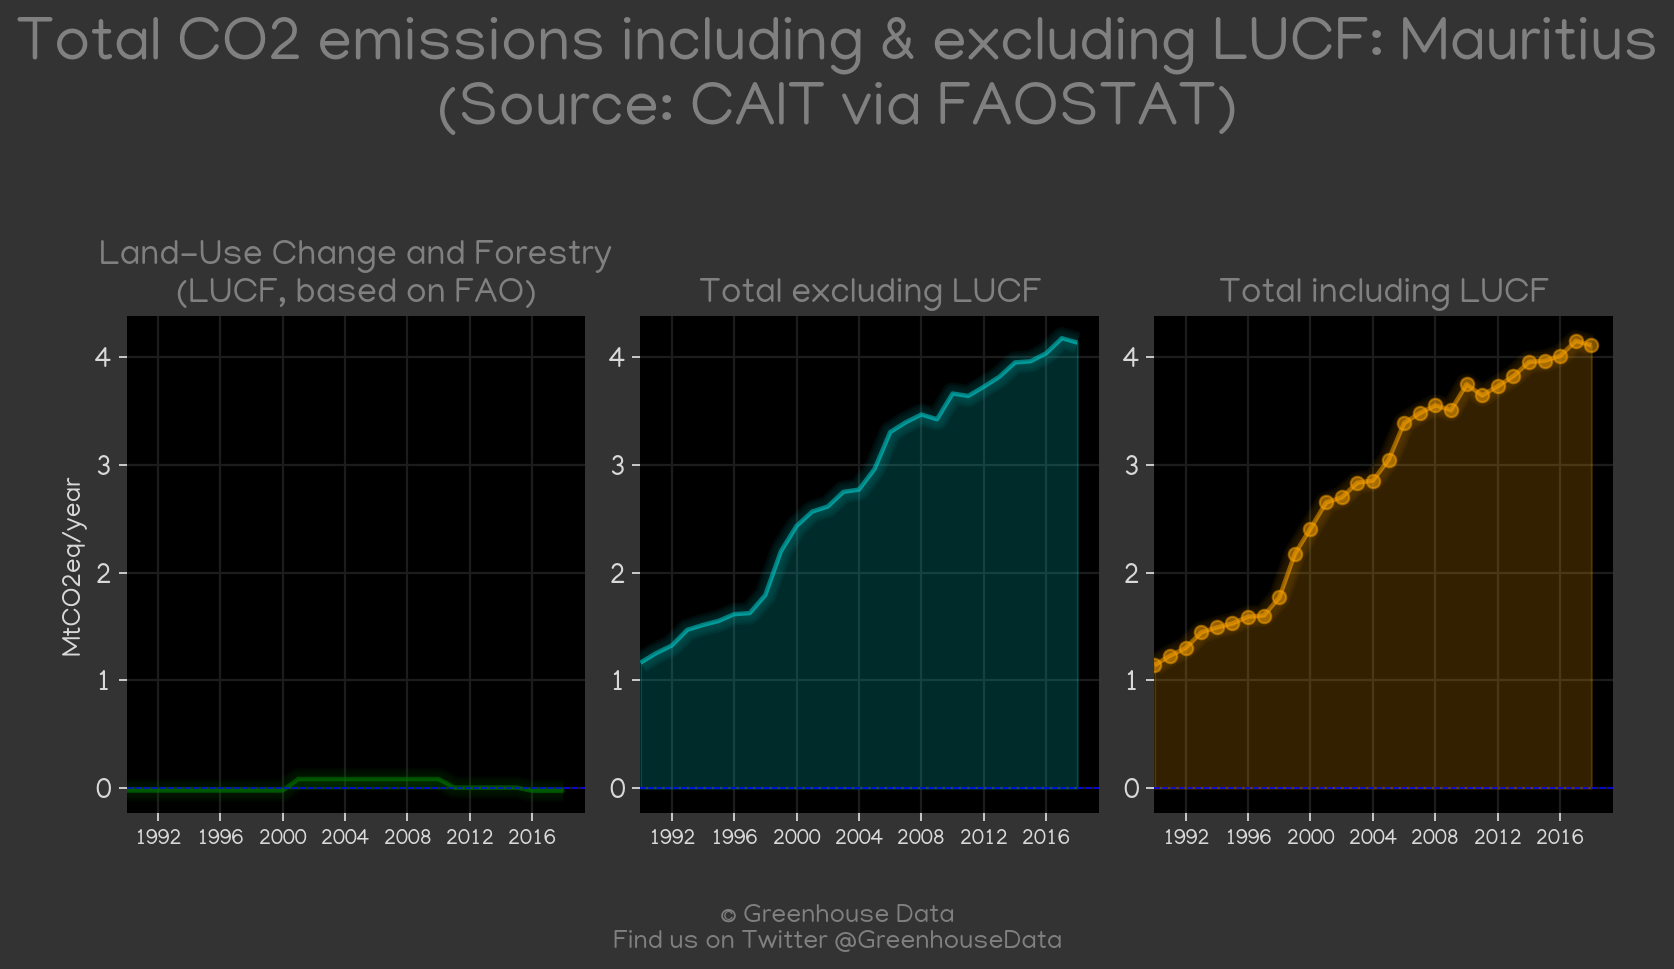 Total CO2 emissions including & excluding LUCF: Mauritius
(Source: CAIT via FAOSTAT)
Land-Use Change and Forestry
(LUCF, based on FAO)
Total excluding LUCF
Total including LUCF
MtCO2eq/year
4
3
2
1
0
1992 1996 2000 2004 2008 2012 2016
4
3
2
1
0
1992 1996 2000 2004 2008 2012 2016
4
3
2
1
0
1992 1996 2000 2004 2008 2012 2016
© Greenhouse Data
Find us on Twitter @GreenhouseData